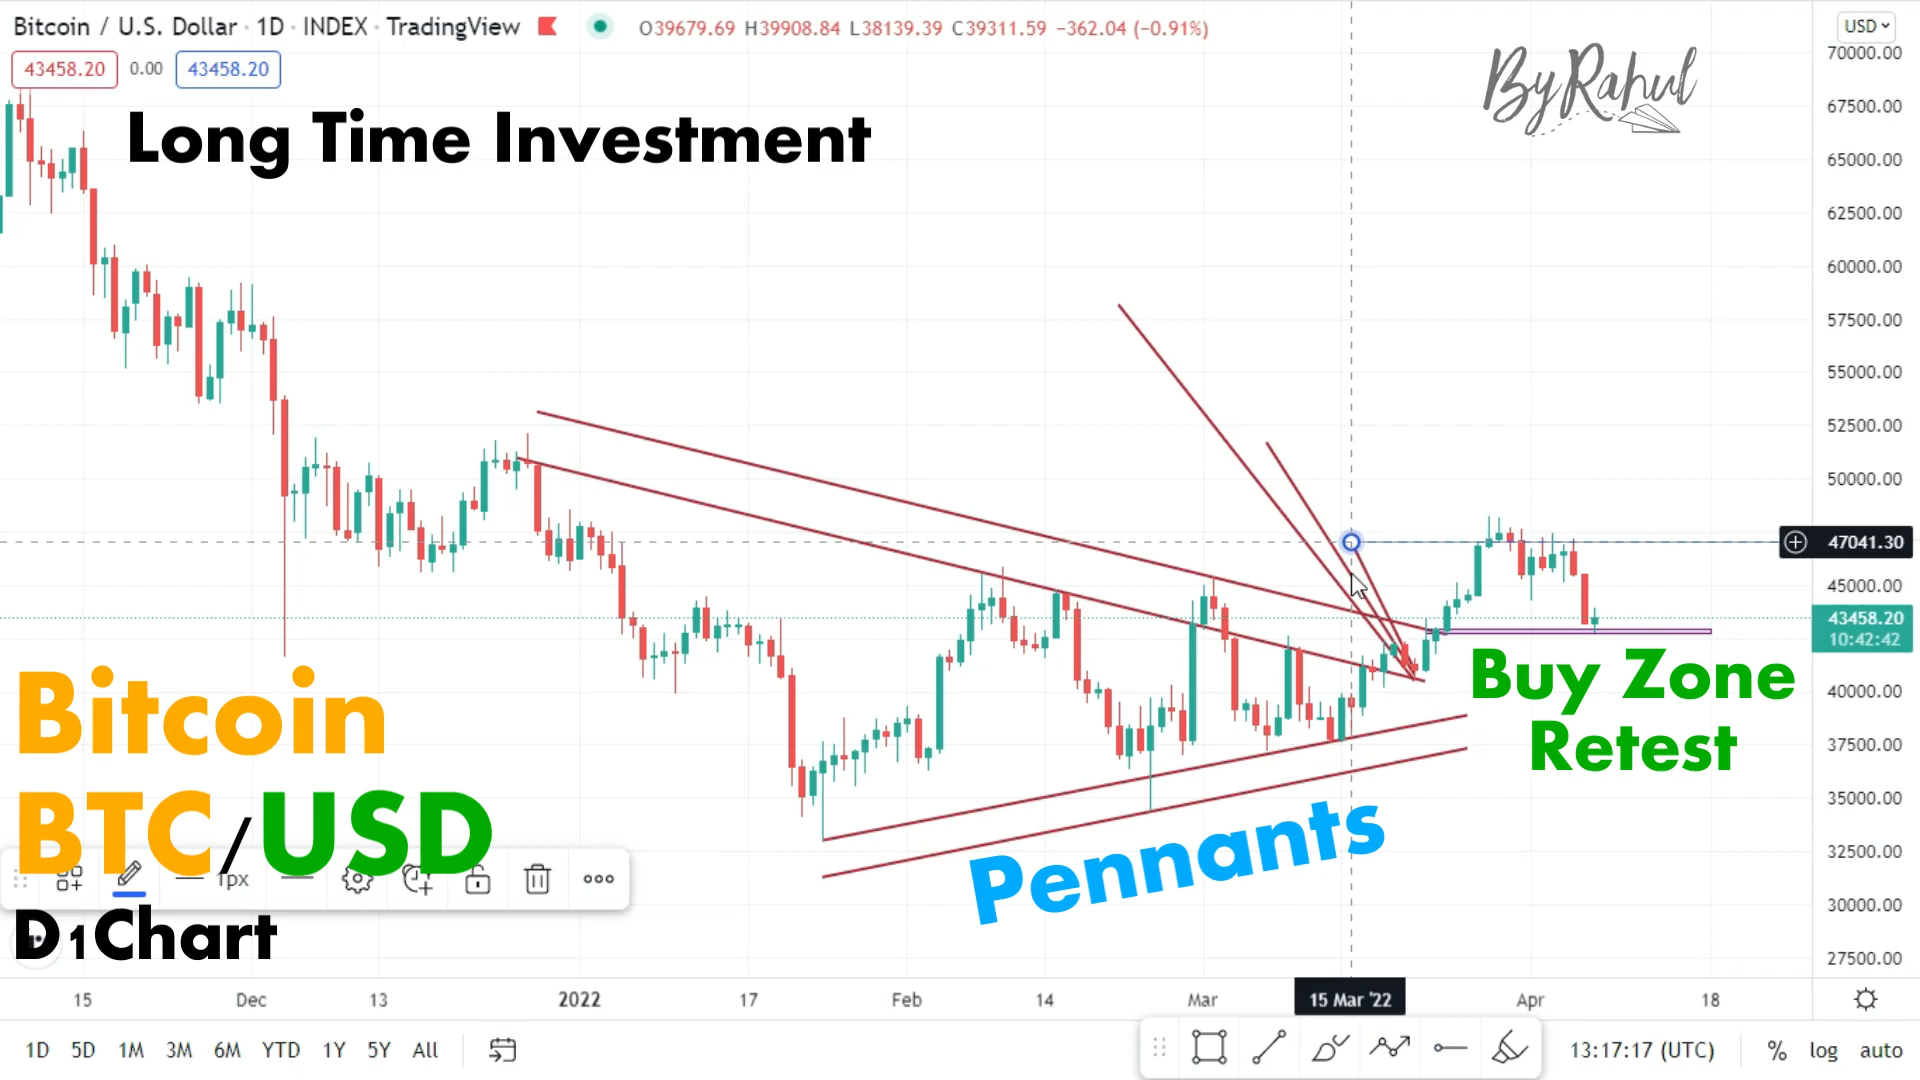 Bitcoin / U.S. Dollar · 1D · INDEX · TradingView O39679.69 H39908.84 L38139.39 C39311.59 −362.04 (−0.91%)
USD
43458.20 0.00 43458.20
ByRahul
Long Time Investment
70000.00
67500.00
65000.00
62500.00
60000.00
57500.00
55000.00
52500.00
50000.00
47041.30
45000.00
43458.20
10:42:42
40000.00
37500.00
35000.00
32500.00
30000.00
27500.00
Buy Zone
Retest
Pennants
Bitcoin
BTC/USD
1px
D1Chart
15 Dec 13 2022 17 Feb 14 Mar 15 Mar '22 Apr 18
1D 5D 1M 3M 6M YTD 1Y 5Y All
13:17:17 (UTC) % log auto